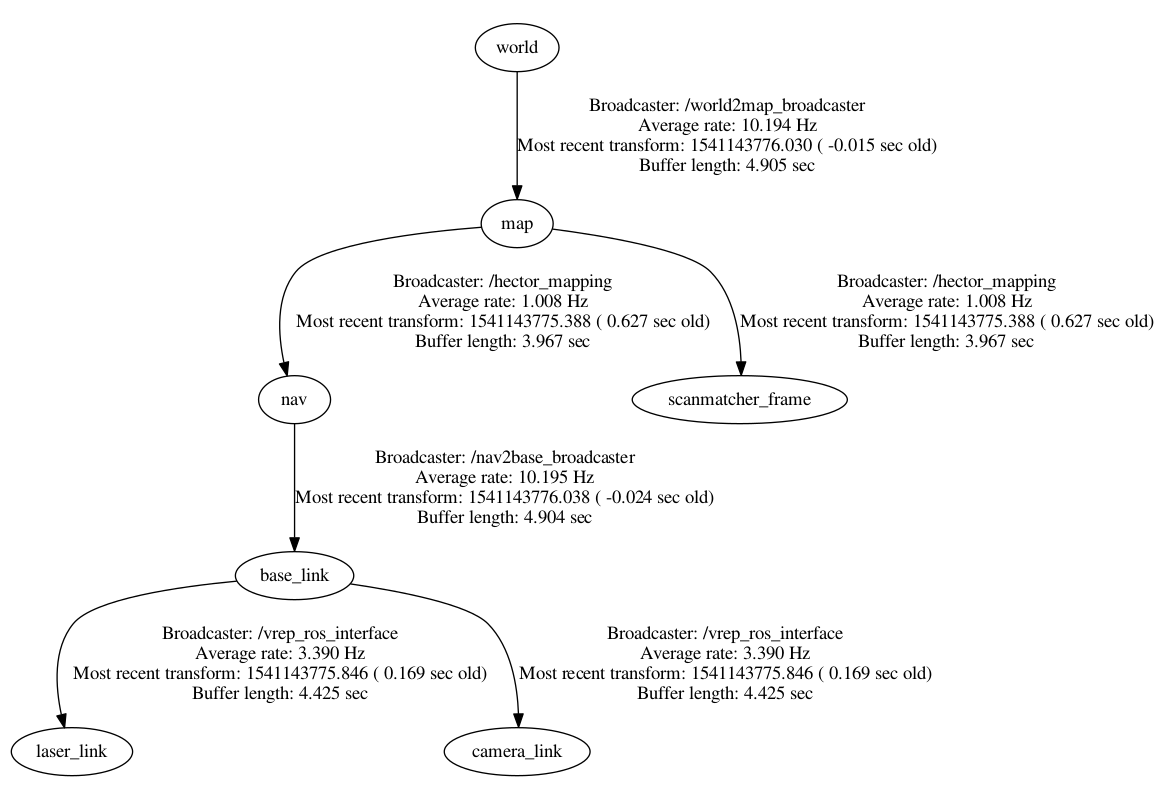 world
Broadcaster: /world2map_broadcaster
Average rate: 10.194 Hz
Most recent transform: 1541143776.030 ( -0.015 sec old)
Buffer length: 4.905 sec
map
Broadcaster: /hector_mapping
Average rate: 1.008 Hz
Most recent transform: 1541143775.388 ( 0.627 sec old)
Buffer length: 3.967 sec
Broadcaster: /hector_mapping
Average rate: 1.008 Hz
Most recent transform: 1541143775.388 ( 0.627 sec old)
Buffer length: 3.967 sec
nav
scanmatcher_frame
Broadcaster: /nav2base_broadcaster
Average rate: 10.195 Hz
Most recent transform: 1541143776.038 ( -0.024 sec old)
Buffer length: 4.904 sec
base_link
Broadcaster: /vrep_ros_interface
Average rate: 3.390 Hz
Most recent transform: 1541143775.846 ( 0.169 sec old)
Buffer length: 4.425 sec
Broadcaster: /vrep_ros_interface
Average rate: 3.390 Hz
Most recent transform: 1541143775.846 ( 0.169 sec old)
Buffer length: 4.425 sec
laser_link
camera_link